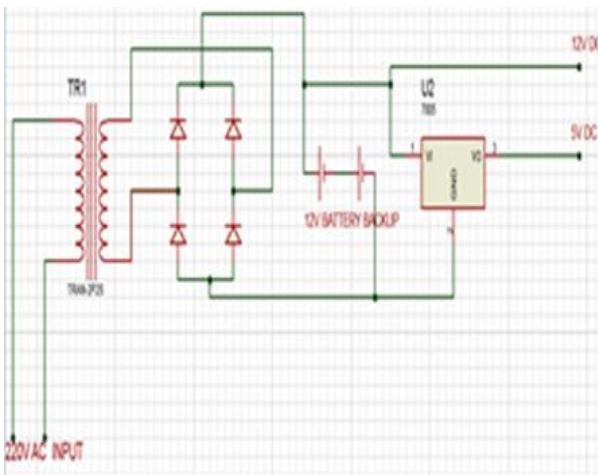 12V DC
TR1
U2
7805
5V DC
1
VI
VO
3
GND
2
12V BATTERY BACKUP
TRAN-2P2S
220V AC INPUT